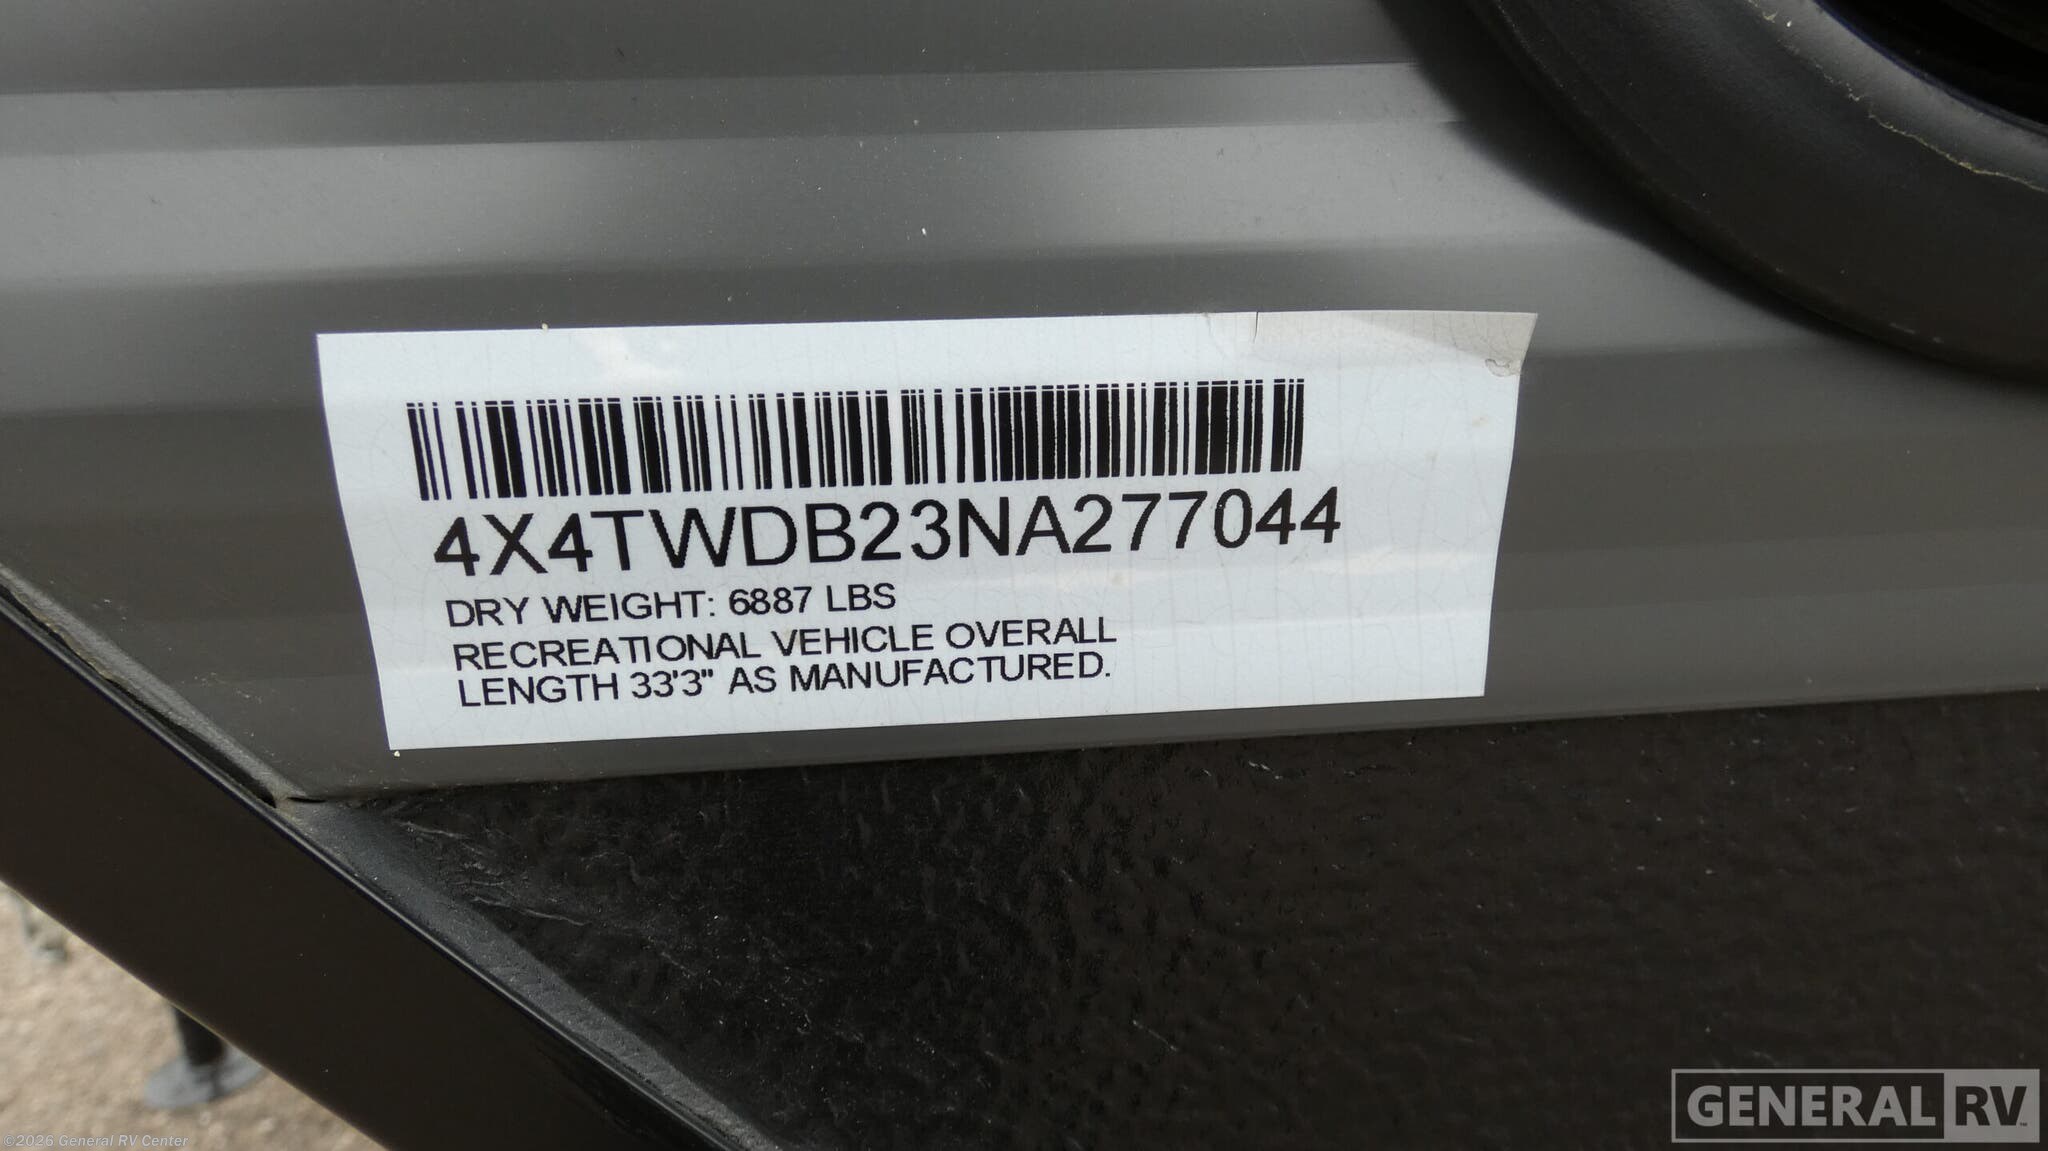 4X4TWDB23NA277044
DRY WEIGHT: 6887 LBS
RECREATIONAL VEHICLE OVERALL
LENGTH 33'3" AS MANUFACTURED.
GENERAL RV
©2026 General RV Center